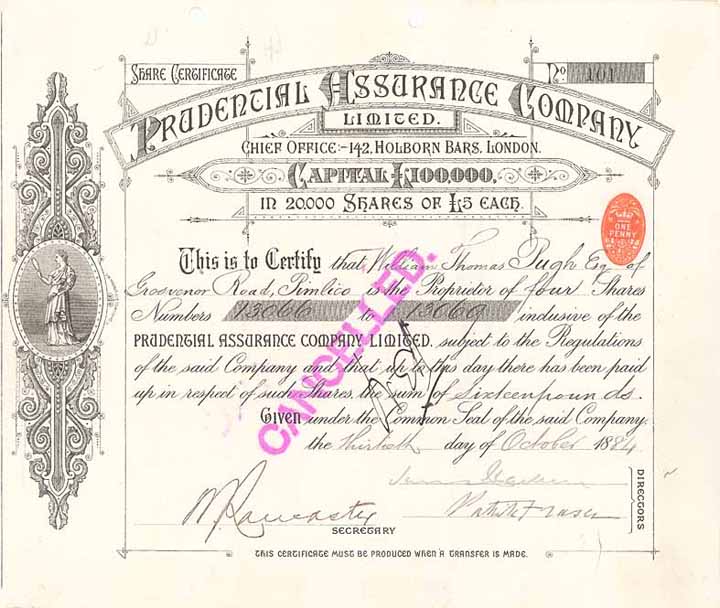 SHARE CERTIFICATE
No. 101
PRUDENTIAL ASSURANCE COMPANY
LIMITED.
CHIEF OFFICE:-142, HOLBORN BARS, LONDON.
CAPITAL £100,000,
IN 20,000 SHARES OF £5 EACH.
ONE PENNY
This is to Certify that William Thomas Pugh Esq of
Grosvenor Road, Pimlico is the Proprietor of four Shares
Numbers 13066 to 13069 inclusive of the
PRUDENTIAL ASSURANCE COMPANY LIMITED. subject to the Regulations
of the said Company and that up to this day there has been paid
up in respect of such Shares the sum of Sixteen pounds.
Given under the Common Seal of the said Company,
the Thirtieth day of October 1884
CANCELLED.
W Lancaster
SECRETARY
Patrick Fraser
DIRECTORS
THIS CERTIFICATE MUST BE PRODUCED WHEN A TRANSFER IS MADE.